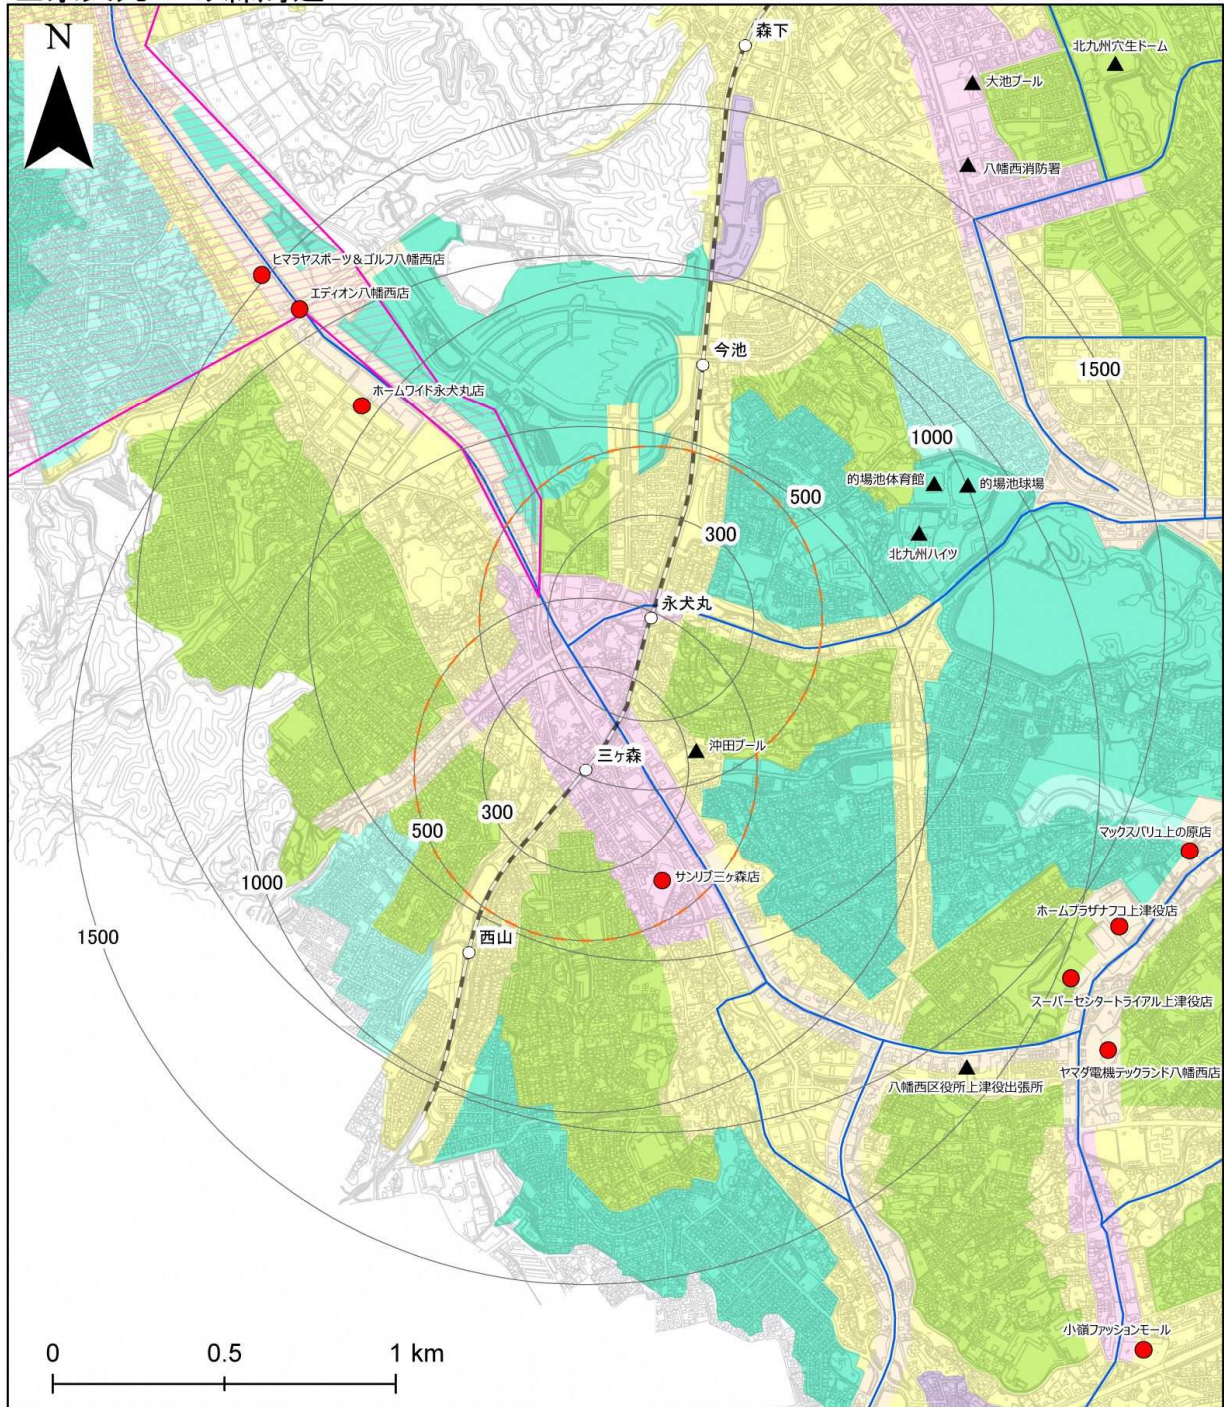 N
森下
北九州穴生ドーム
大池プール
八幡西消防署
ヒマラヤスポーツ&ゴルフ八幡西店
エディオン八幡西店
今池
1500
ホームワイド永犬丸店
1000
的場池体育館
的場池球場
500
300
北九州ハイツ
永犬丸
沖田プール
三ヶ森
300
500
マックスバリュ上の原店
1000
サンリブ三ヶ森店
ホームプラザナフコ上津役店
1500
西山
スーパーセンタートライアル上津役店
ヤマダ電機テックランド八幡西店
八幡西区役所上津役出張所
小嶺ファッションモール
0 0.5 1 km